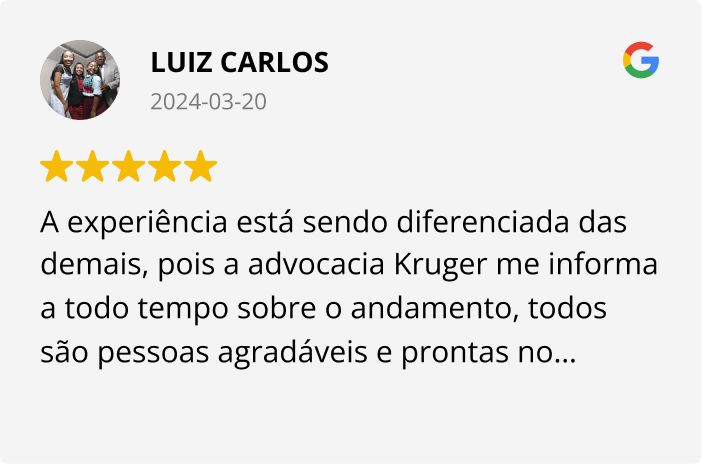 LUIZ CARLOS
2024-03-20
A experiência está sendo diferenciada das
demais, pois a advocacia Kruger me informa
a todo tempo sobre o andamento, todos
são pessoas agradáveis e prontas no...